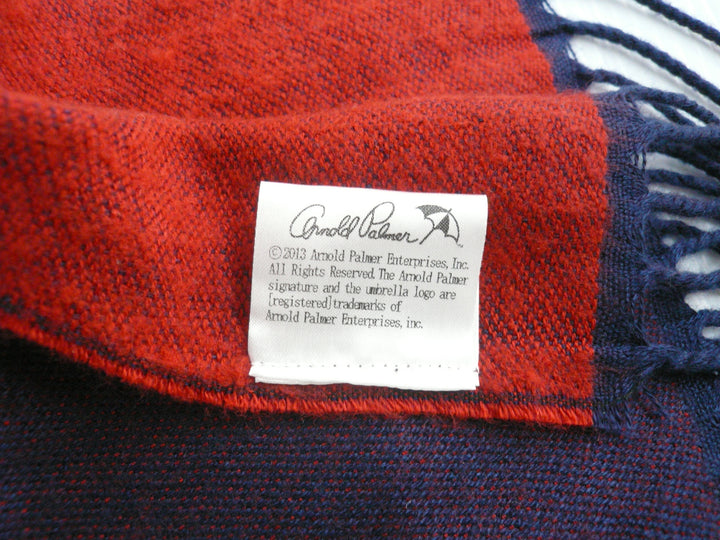 Arnold Palmer
©2013 Arnold Palmer Enterprises, Inc.
All Rights Reserved. The Arnold Palmer
signature and the umbrella logo are
[registered]trademarks of
Arnold Palmer Enterprises, inc.